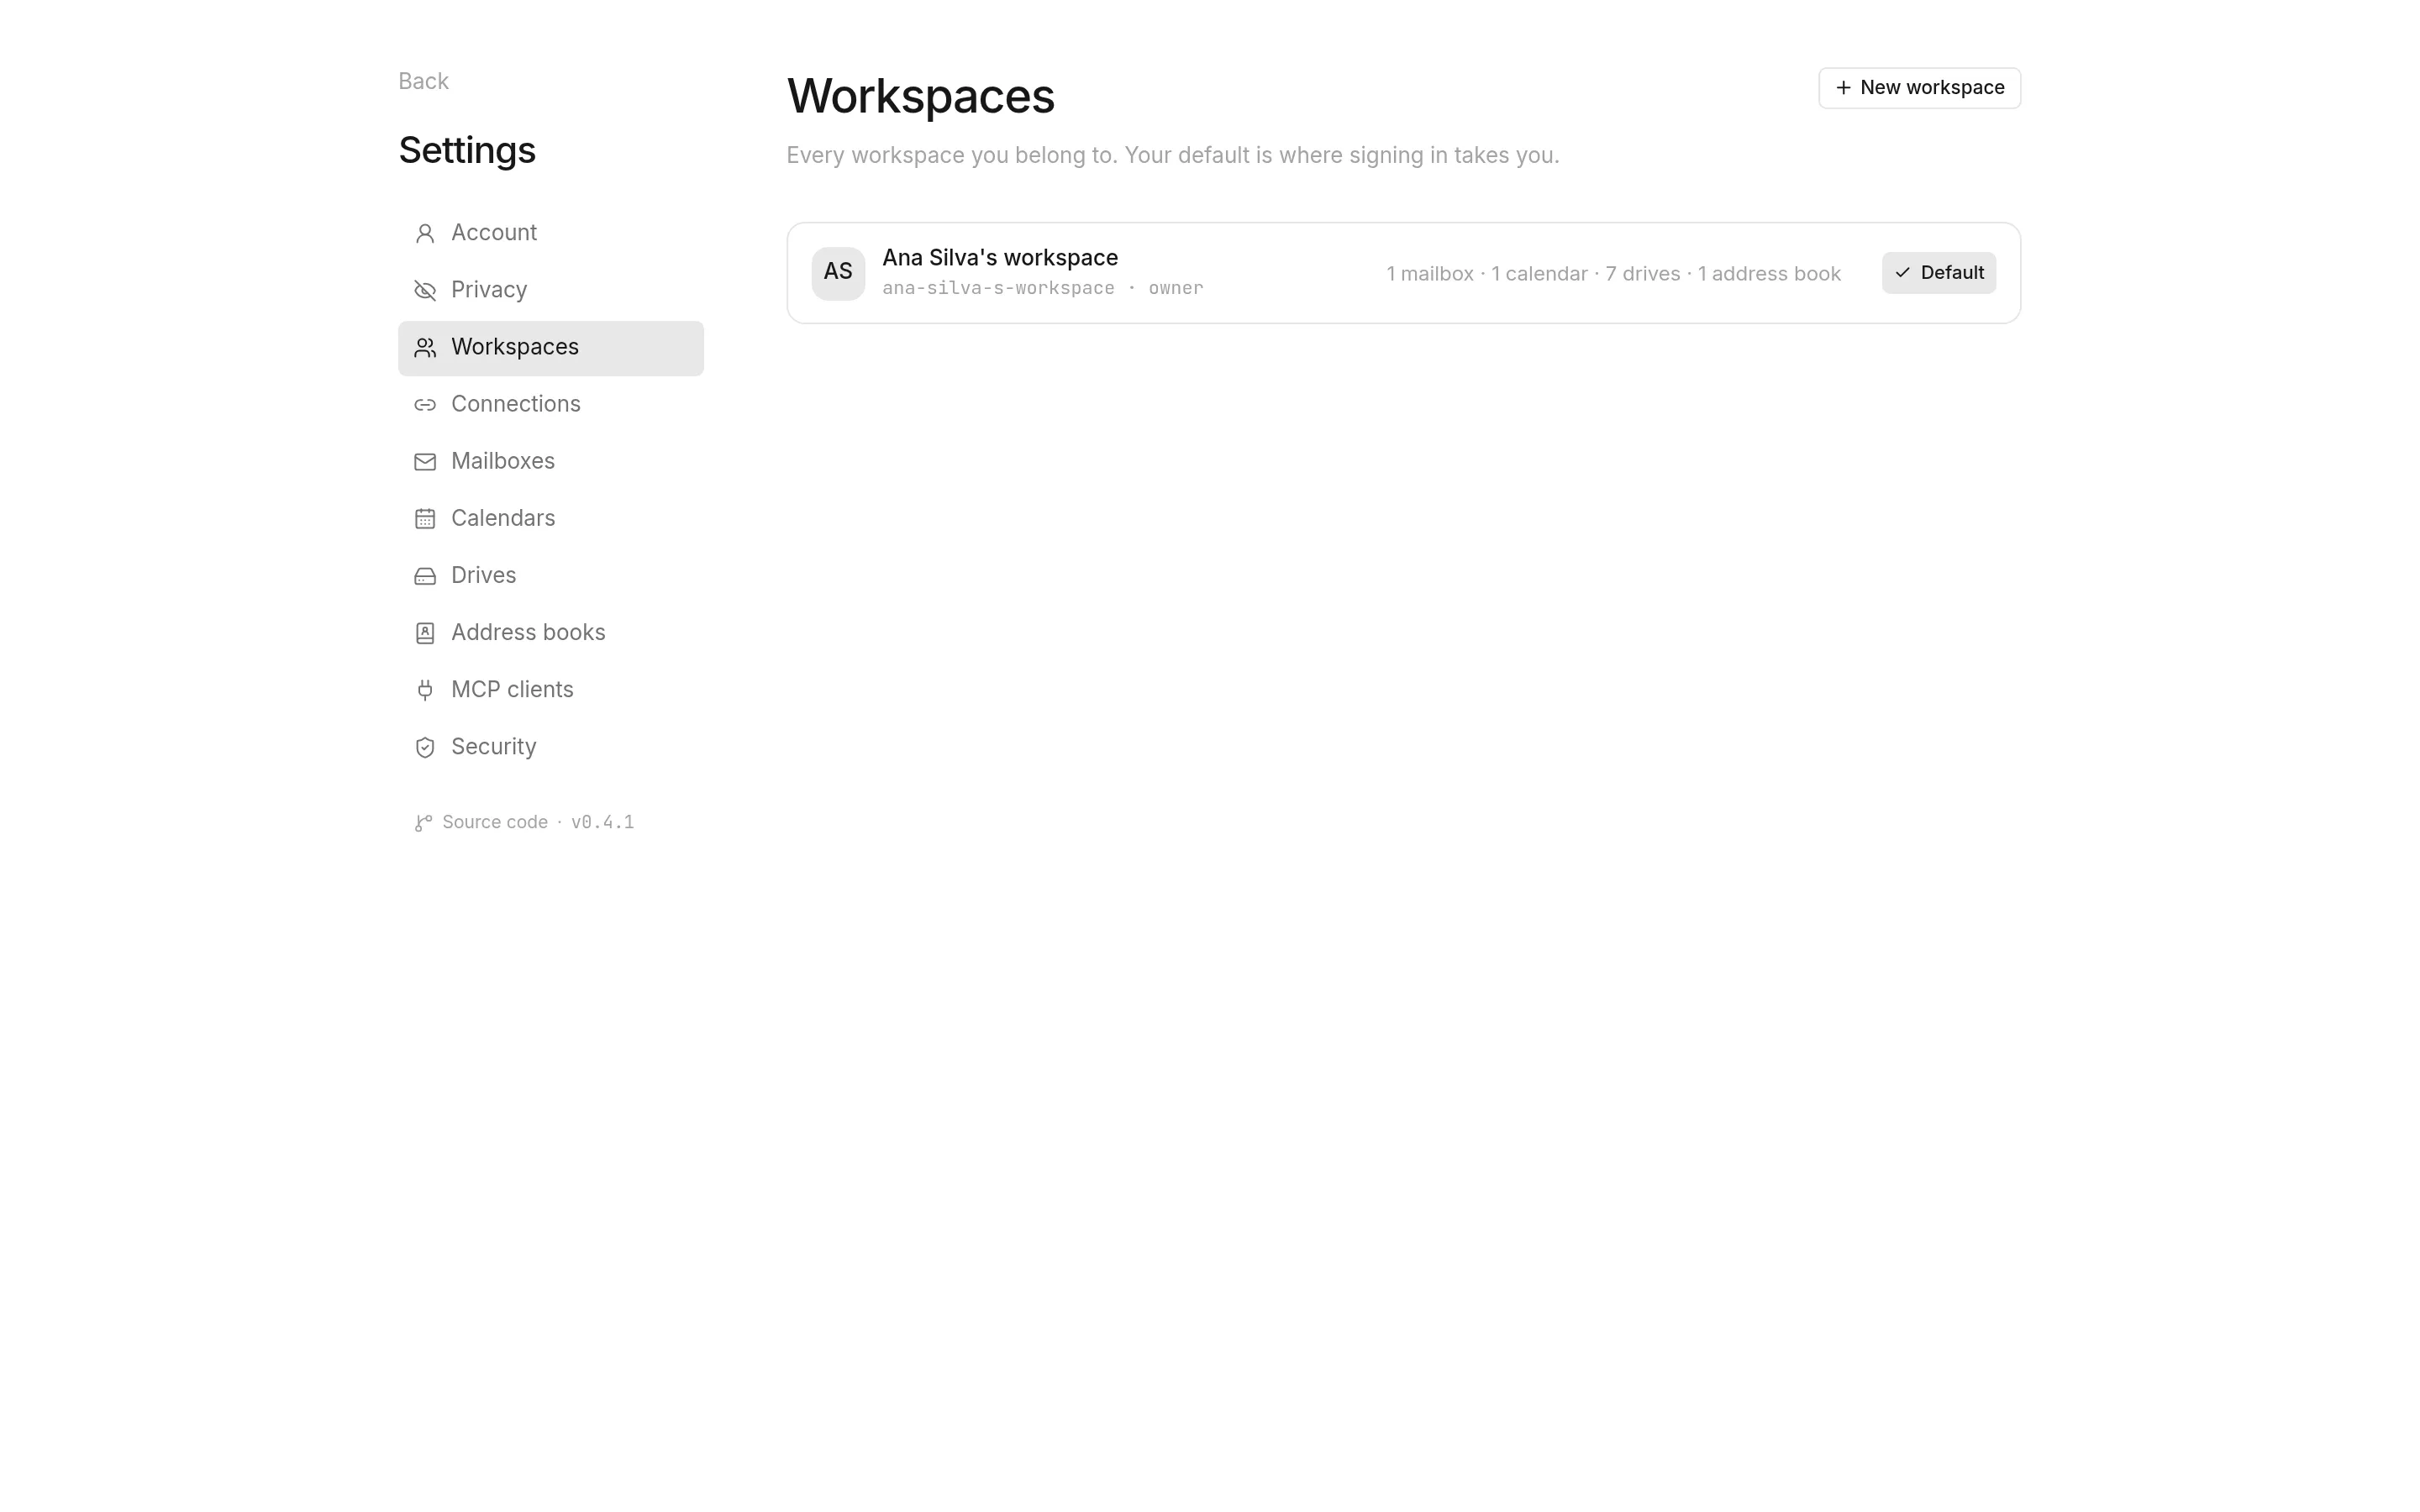 Back
Settings
Account
Privacy
Workspaces
Connections
Mailboxes
Calendars
Drives
Address books
MCP clients
Security
Source code · v0.4.1
Workspaces
New workspace
Every workspace you belong to. Your default is where signing in takes you.
AS
Ana Silva's workspace
ana-silva-s-workspace · owner
1 mailbox · 1 calendar · 7 drives · 1 address book
Default